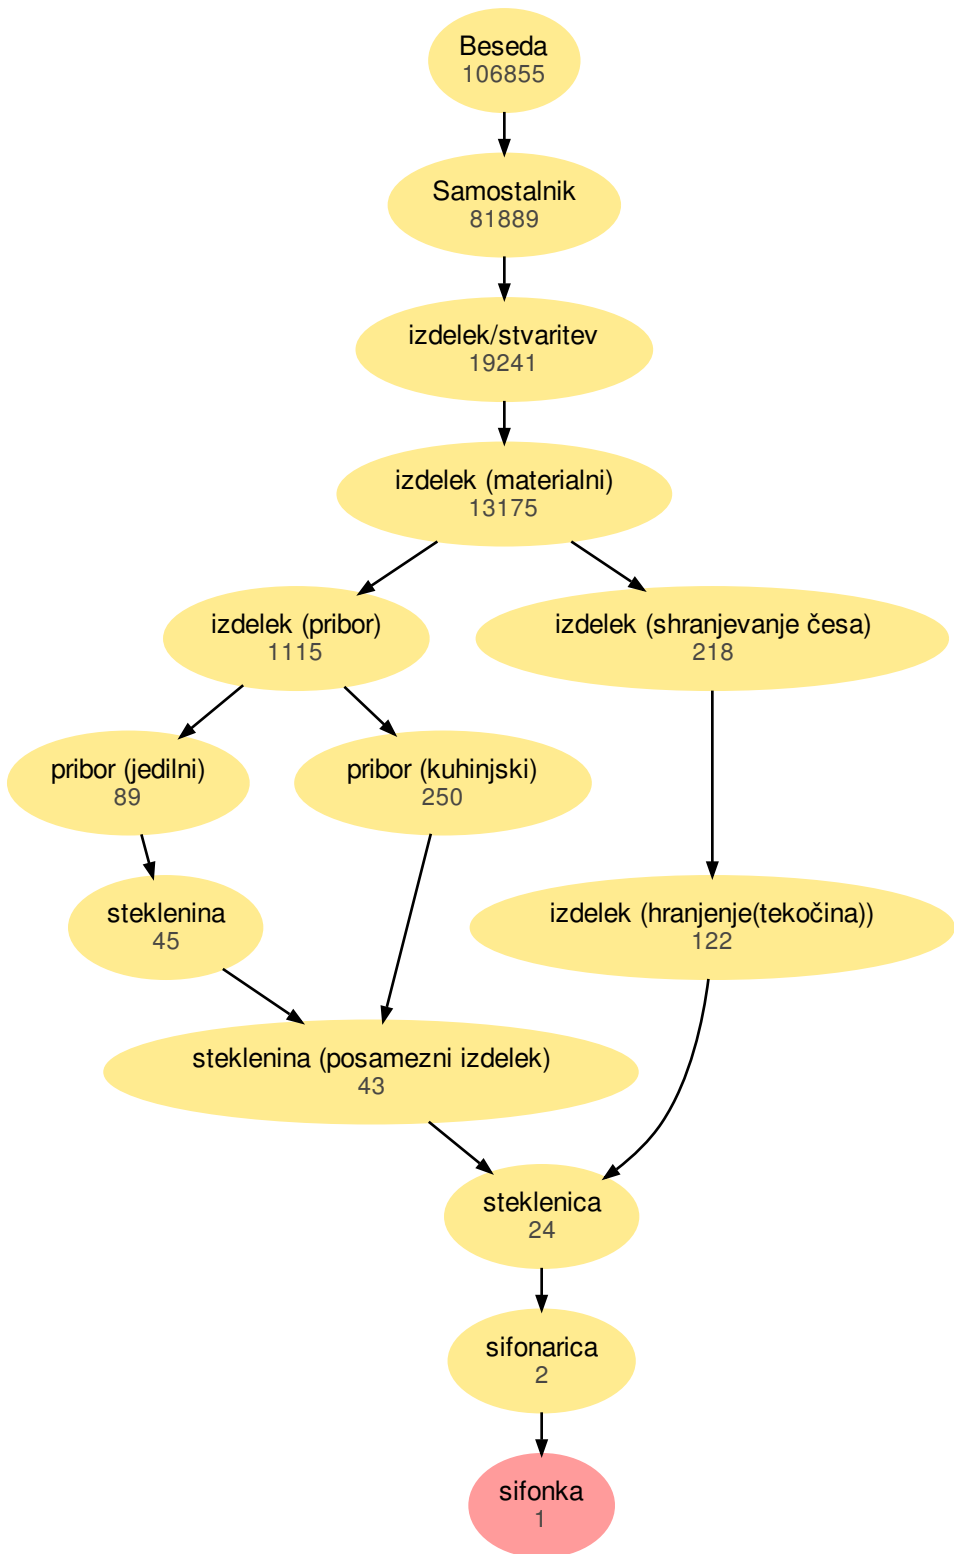 Beseda
106855
Samostalnik
81889
izdelek/stvaritev
19241
izdelek (materialni)
13175
izdelek (pribor)
1115
izdelek (shranjevanje česa)
218
pribor (jedilni)
89
pribor (kuhinjski)
250
steklenina
45
izdelek (hranjenje(tekočina))
122
steklenina (posamezni izdelek)
43
steklenica
24
sifonarica
2
sifonka
1